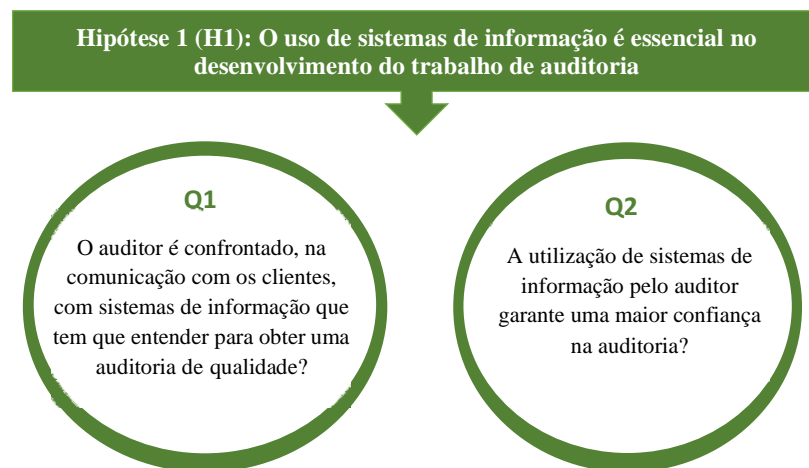 Hipótese 1 (H1): O uso de sistemas de informação é essencial no
desenvolvimento do trabalho de auditoria
Q1
O auditor é confrontado, na
comunicação com os clientes,
com sistemas de informação que
tem que entender para obter uma
auditoria de qualidade?
Q2
A utilização de sistemas de
informação pelo auditor
garante uma maior confiança
na auditoria?